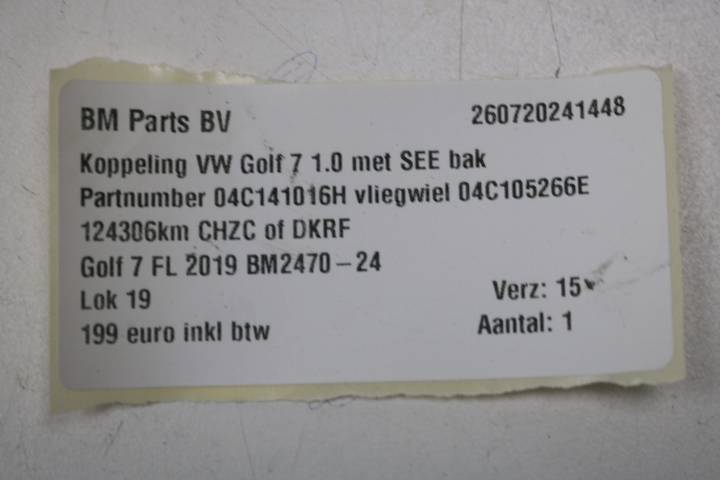 BM Parts BV 260720241448
Koppeling VW Golf 7 1.0 met SEE bak
Partnumber 04C141016H vliegwiel 04C105266E
124306km CHZC of DKRF
Golf 7 FL 2019 BM2470-24
Lok 19 Verz: 15
199 euro inkl btw Aantal: 1